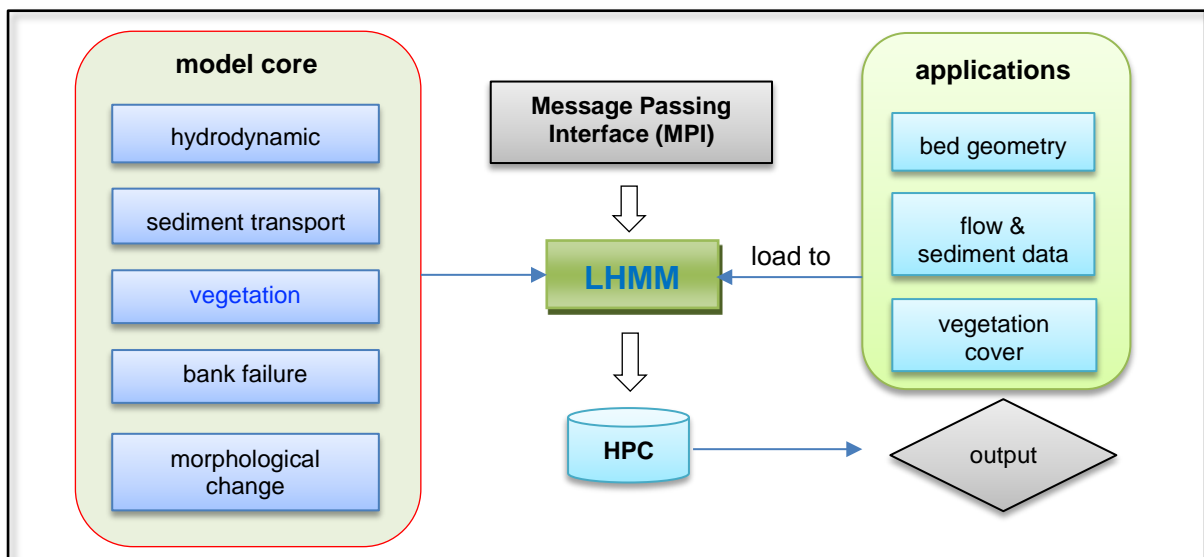 model core
hydrodynamic
sediment transport
vegetation
bank failure
morphological
change
Message Passing
Interface (MPI)
LHMM
load to
HPC
applications
bed geometry
flow &
sediment data
vegetation
cover
output